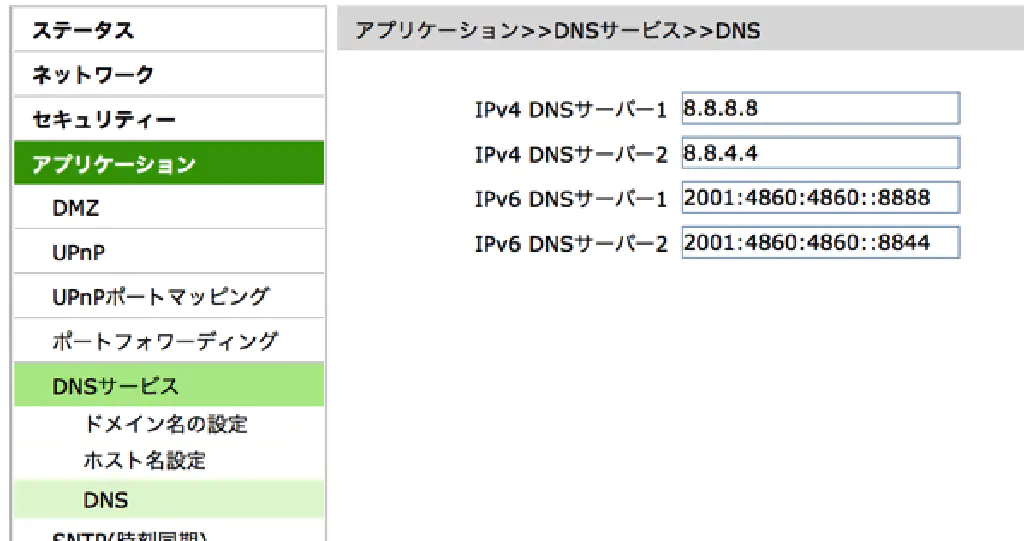 ステータス
ネットワーク
セキュリティー
アプリケーション
DMZ
UPnP
UPnPポートマッピング
ポートフォワーディング
DNSサービス
ドメイン名の設定
ホスト名設定
DNS
SNTP(時刻同期)
アプリケーション>>DNSサービス>>DNS
IPv4 DNSサーバー1 8.8.8.8
IPv4 DNSサーバー2 8.8.4.4
IPv6 DNSサーバー1 2001:4860:4860::8888
IPv6 DNSサーバー2 2001:4860:4860::8844